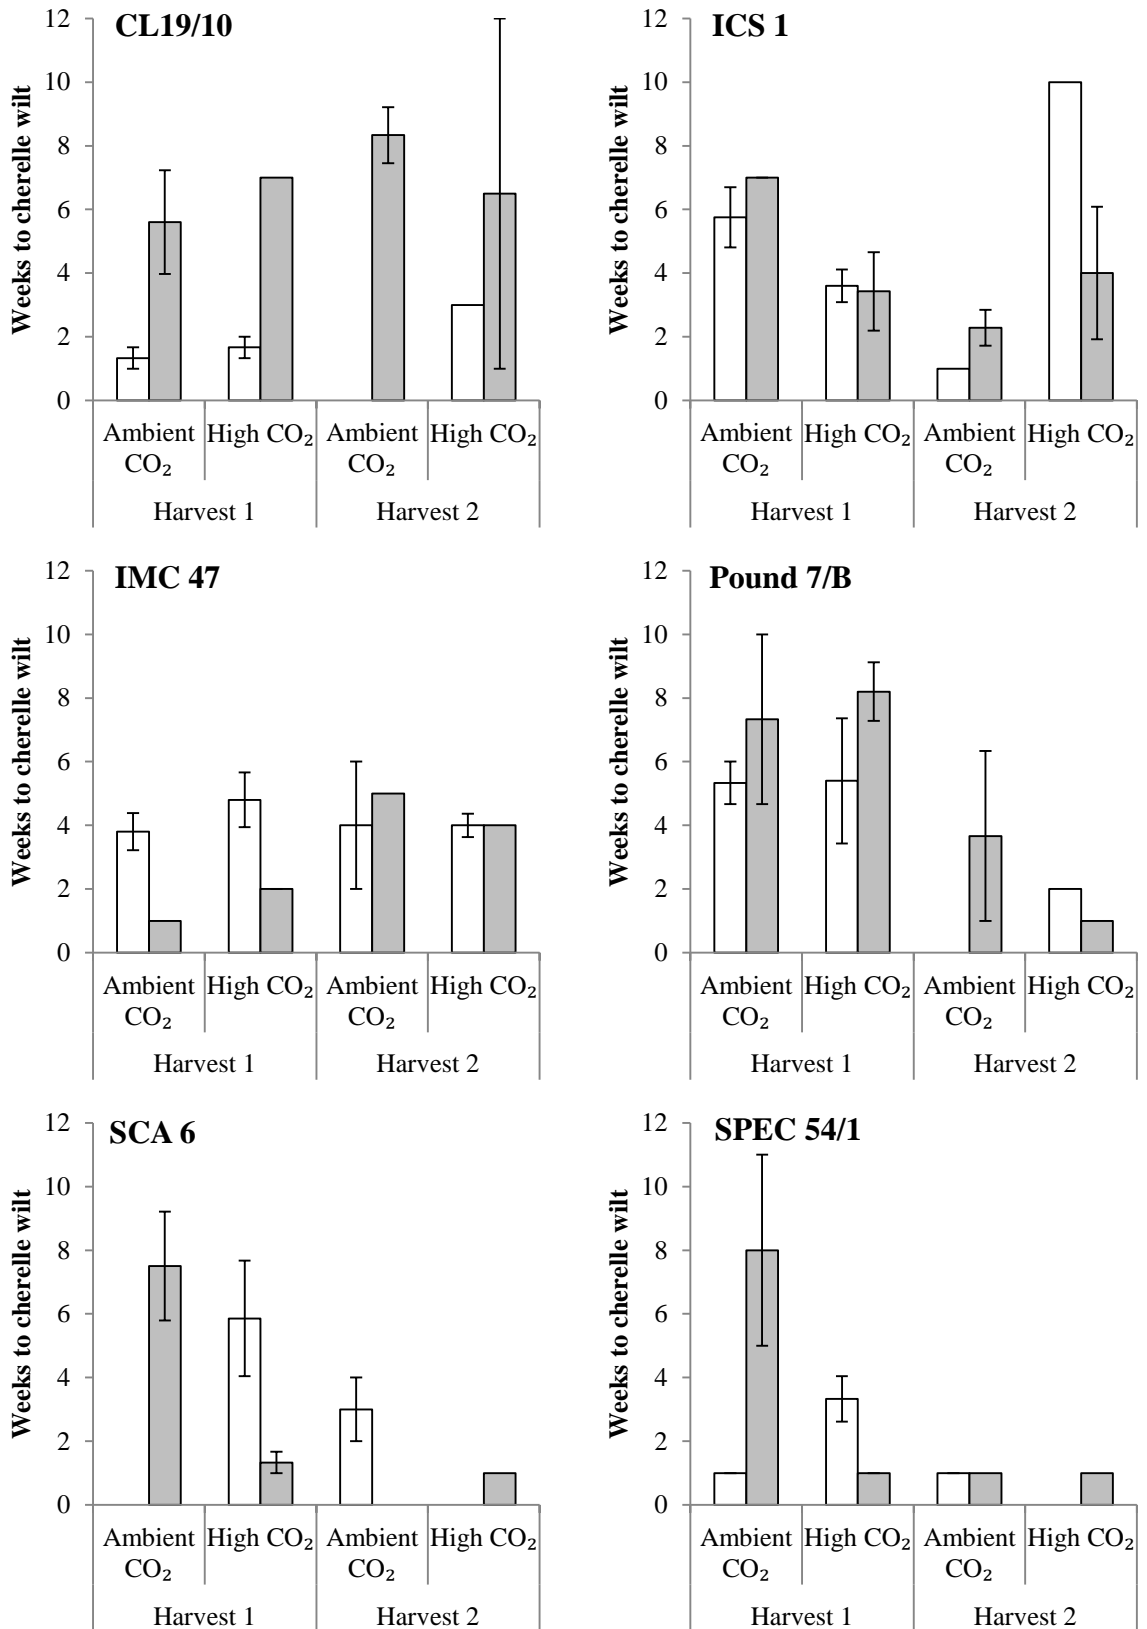 CL19/10
Weeks to cherelle wilt
12
10
8
6
4
2
0
Ambient CO₂ High CO₂ Ambient CO₂ High CO₂
Harvest 1 Harvest 2
ICS 1
Weeks to cherelle wilt
12
10
8
6
4
2
0
Ambient CO₂ High CO₂ Ambient CO₂ High CO₂
Harvest 1 Harvest 2
IMC 47
Weeks to cherelle wilt
12
10
8
6
4
2
0
Ambient CO₂ High CO₂ Ambient CO₂ High CO₂
Harvest 1 Harvest 2
Pound 7/B
Weeks to cherelle wilt
12
10
8
6
4
2
0
Ambient CO₂ High CO₂ Ambient CO₂ High CO₂
Harvest 1 Harvest 2
SCA 6
Weeks to cherelle wilt
12
10
8
6
4
2
0
Ambient CO₂ High CO₂ Ambient CO₂ High CO₂
Harvest 1 Harvest 2
SPEC 54/1
Weeks to cherelle wilt
12
10
8
6
4
2
0
Ambient CO₂ High CO₂ Ambient CO₂ High CO₂
Harvest 1 Harvest 2